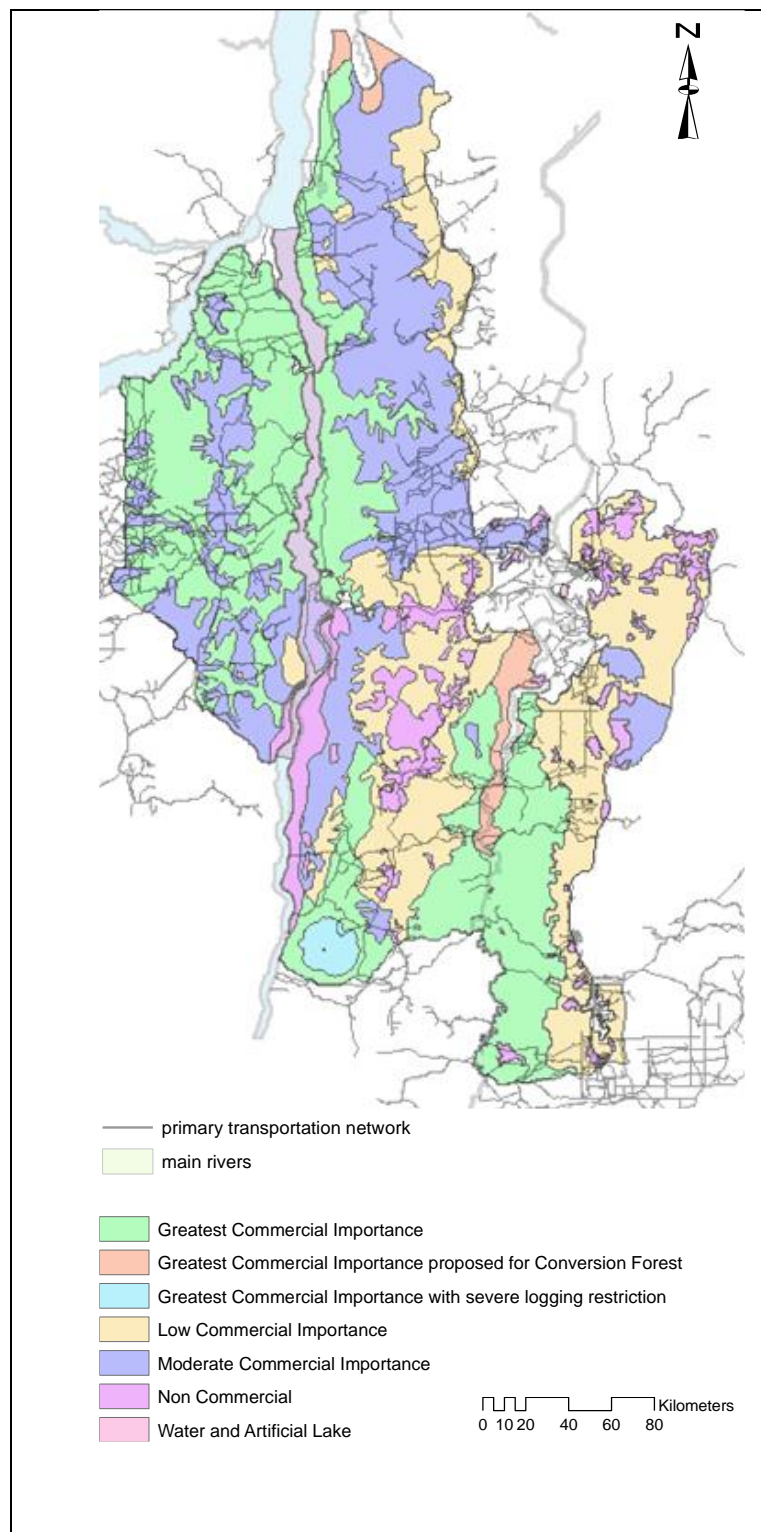 N
primary transportation network
main rivers
Greatest Commercial Importance
Greatest Commercial Importance proposed for Conversion Forest
Greatest Commercial Importance with severe logging restriction
Low Commercial Importance
Moderate Commercial Importance
Non Commercial
Water and Artificial Lake
Kilometers
0 10 20 40 60 80